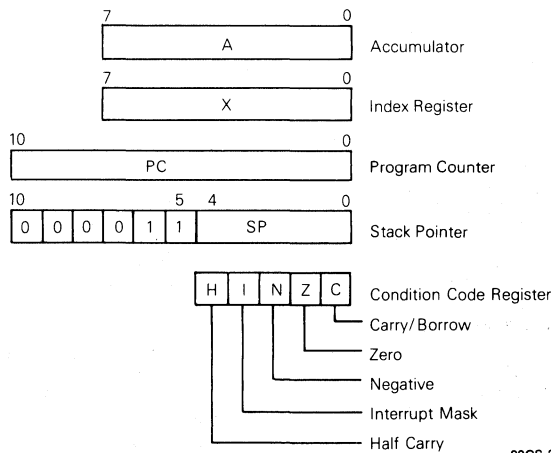 7 0
A Accumulator
7 0
X Index Register
10 0
PC Program Counter
10 5 4 0
0 0 0 0 1 1 SP Stack Pointer
H I N Z C Condition Code Register
Carry/Borrow
Zero
Negative
Interrupt Mask
Half Carry